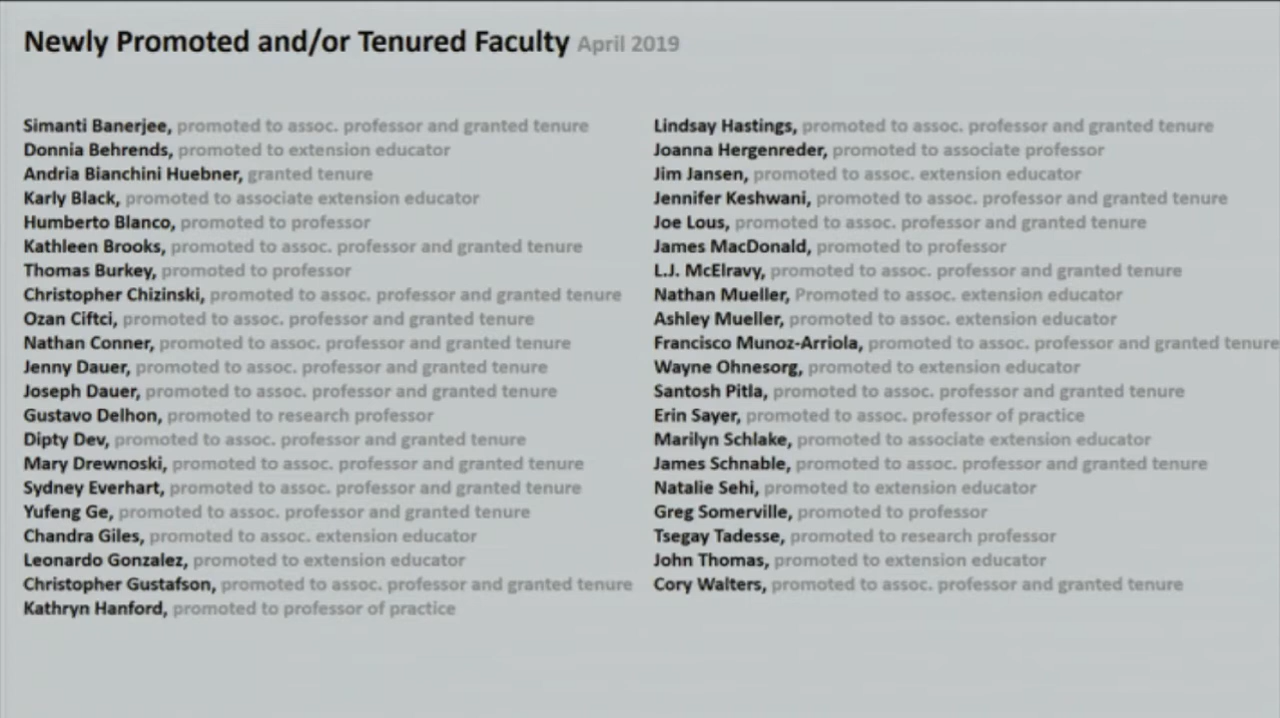 Newly Promoted and/or Tenured Faculty April 2019
Simanti Banerjee, promoted to assoc. professor and granted tenure
Donnia Behrends, promoted to extension educator
Andria Bianchini Huebner, granted tenure
Karly Black, promoted to associate extension educator
Humberto Blanco, promoted to professor
Kathleen Brooks, promoted to assoc. professor and granted tenure
Thomas Burkey, promoted to professor
Christopher Chizinski, promoted to assoc. professor and granted tenure
Ozan Ciftci, promoted to assoc. professor and granted tenure
Nathan Conner, promoted to assoc. professor and granted tenure
Jenny Dauer, promoted to assoc. professor and granted tenure
Joseph Dauer, promoted to assoc. professor and granted tenure
Gustavo Delhon, promoted to research professor
Dipty Dev, promoted to assoc. professor and granted tenure
Mary Drewnoski, promoted to assoc. professor and granted tenure
Sydney Everhart, promoted to assoc. professor and granted tenure
Yufeng Ge, promoted to assoc. professor and granted tenure
Chandra Giles, promoted to assoc. extension educator
Leonardo Gonzalez, promoted to extension educator
Christopher Gustafson, promoted to assoc. professor and granted tenure
Kathryn Hanford, promoted to professor of practice
Lindsay Hastings, promoted to assoc. professor and granted tenure
Joanna Hergenreder, promoted to associate professor
Jim Jansen, promoted to assoc. extension educator
Jennifer Keshwani, promoted to assoc. professor and granted tenure
Joe Lous, promoted to assoc. professor and granted tenure
James MacDonald, promoted to professor
L.J. McElravy, promoted to assoc. professor and granted tenure
Nathan Mueller, Promoted to assoc. extension educator
Ashley Mueller, promoted to assoc. extension educator
Francisco Munoz-Arriola, promoted to assoc. professor and granted tenure
Wayne Ohnesorg, promoted to extension educator
Santosh Pitla, promoted to assoc. professor and granted tenure
Erin Sayer, promoted to assoc. professor of practice
Marilyn Schlake, promoted to associate extension educator
James Schnable, promoted to assoc. professor and granted tenure
Natalie Sehi, promoted to extension educator
Greg Somerville, promoted to professor
Tsegay Tadesse, promoted to research professor
John Thomas, promoted to extension educator
Cory Walters, promoted to assoc. professor and granted tenure